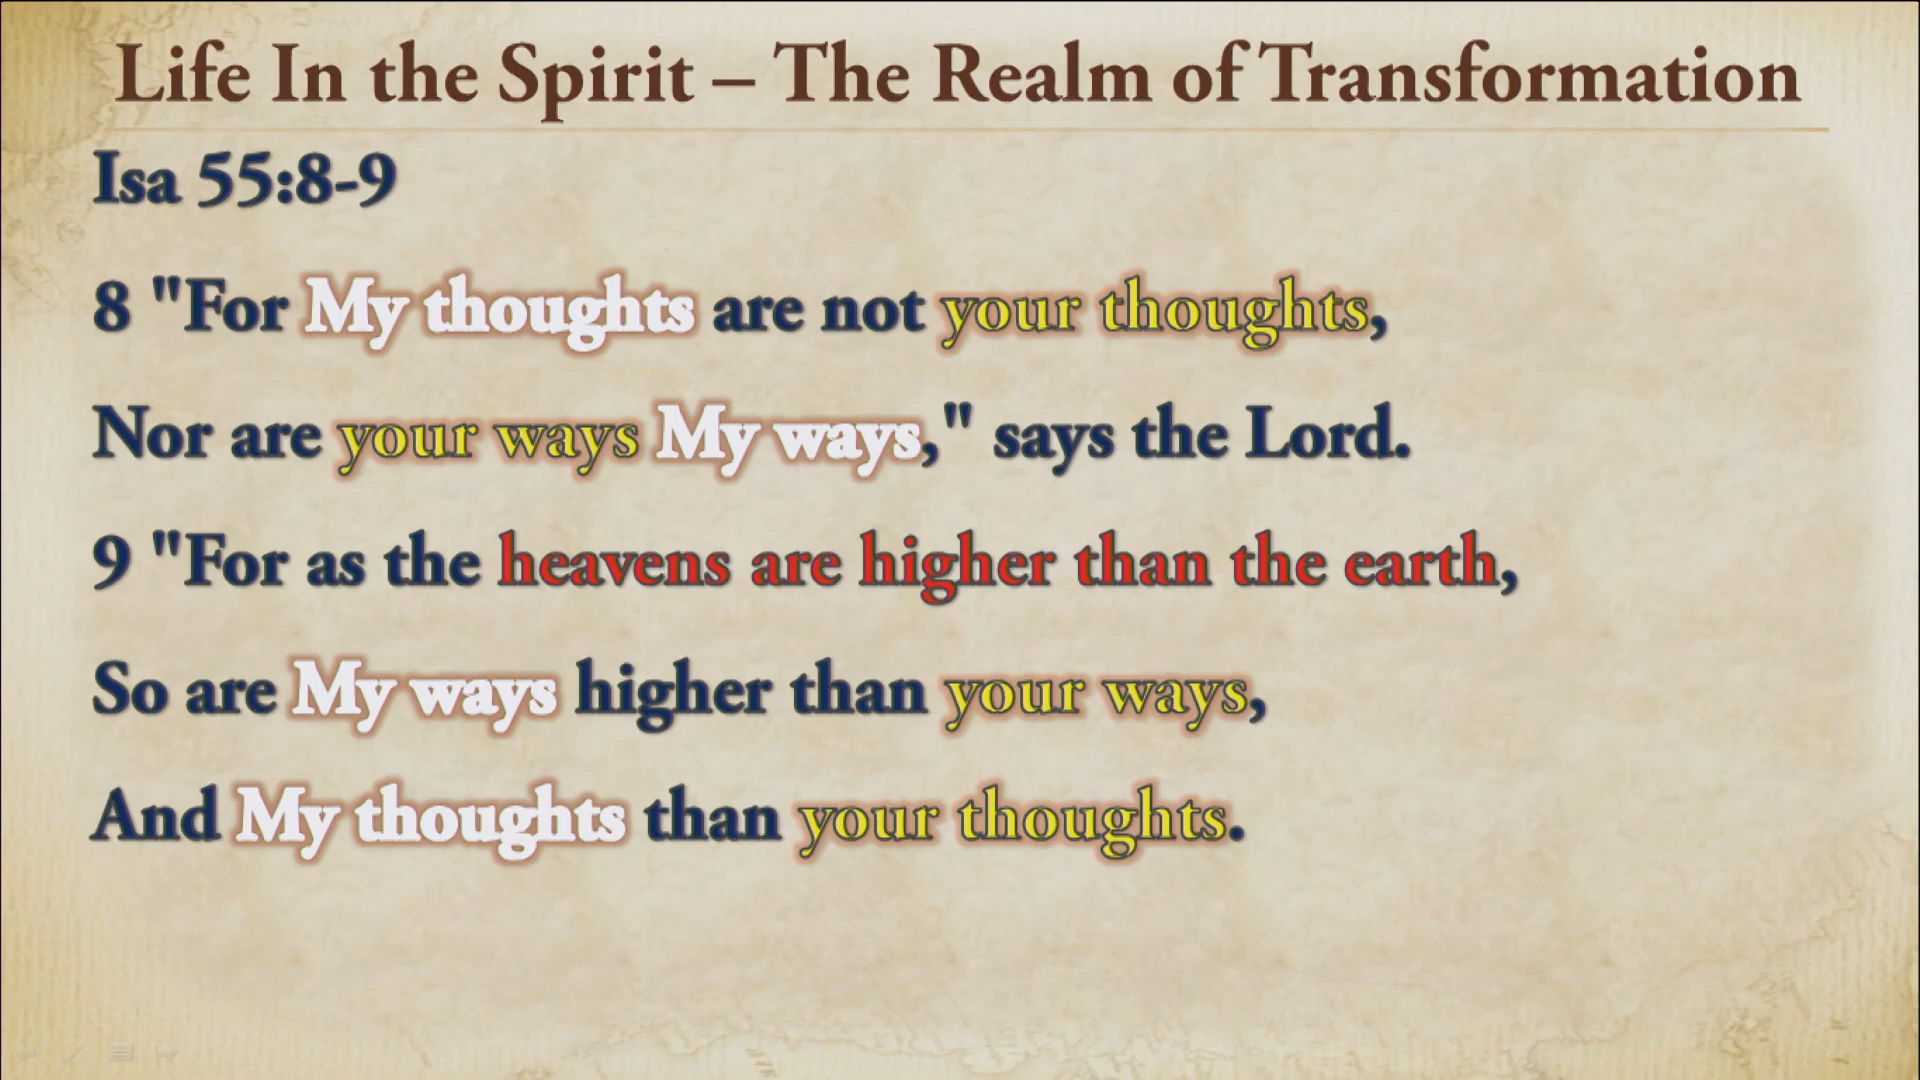 Life In the Spirit – The Realm of Transformation
Isa 55:8-9
8 "For My thoughts are not your thoughts,
Nor are your ways My ways," says the Lord.
9 "For as the heavens are higher than the earth,
So are My ways higher than your ways,
And My thoughts than your thoughts.